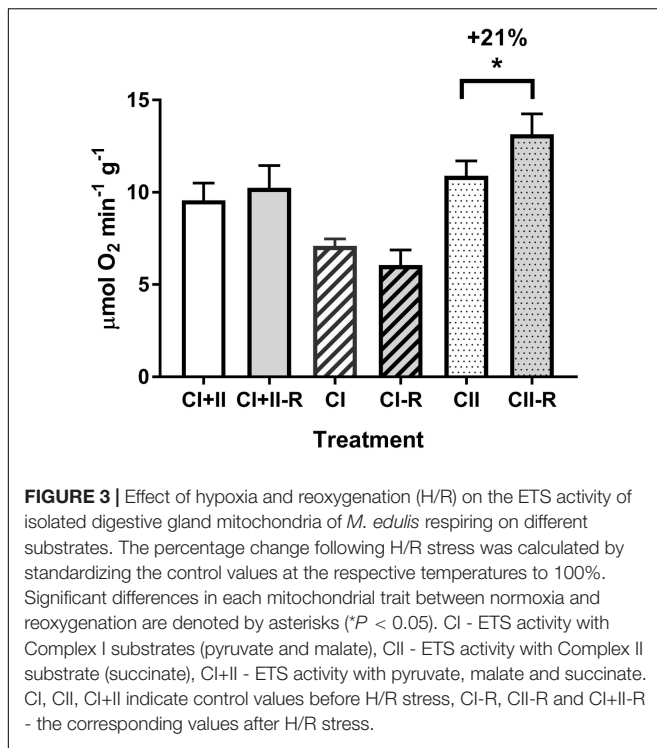 +21%
*
15
10
5
0
μmol O₂ min⁻¹ g⁻¹
CI+II CI+II-R CI CI-R CII CII-R
Treatment
FIGURE 3 | Effect of hypoxia and reoxygenation (H/R) on the ETS activity of
isolated digestive gland mitochondria of M. edulis respiring on different
substrates. The percentage change following H/R stress was calculated by
standardizing the control values at the respective temperatures to 100%.
Significant differences in each mitochondrial trait between normoxia and
reoxygenation are denoted by asterisks (*P < 0.05). CI - ETS activity with
Complex I substrates (pyruvate and malate), CII - ETS activity with Complex II
substrate (succinate), CI+II - ETS activity with pyruvate, malate and succinate.
CI, CII, CI+II indicate control values before H/R stress, CI-R, CII-R and CI+II-R
- the corresponding values after H/R stress.